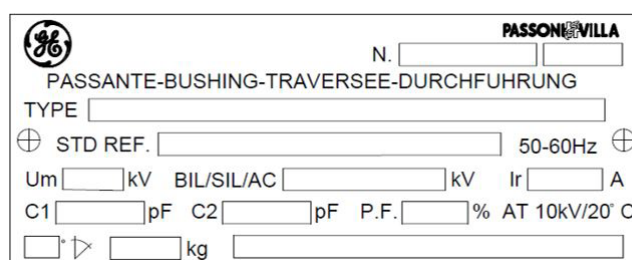 GE PASSONI VILLA
N.
PASSANTE-BUSHING-TRAVERSEE-DURCHFUHRUNG
TYPE
STD REF. 50-60Hz
Um kV BIL/SIL/AC kV Ir A
C1 pF C2 pF P.F. % AT 10kV/20° C
° kg